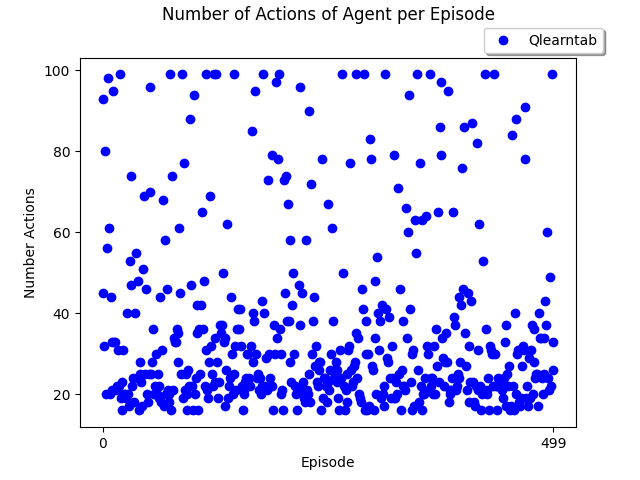 Number of Actions of Agent per Episode
Qlearntab
100
80
60
40
20
Number Actions
0
499
Episode